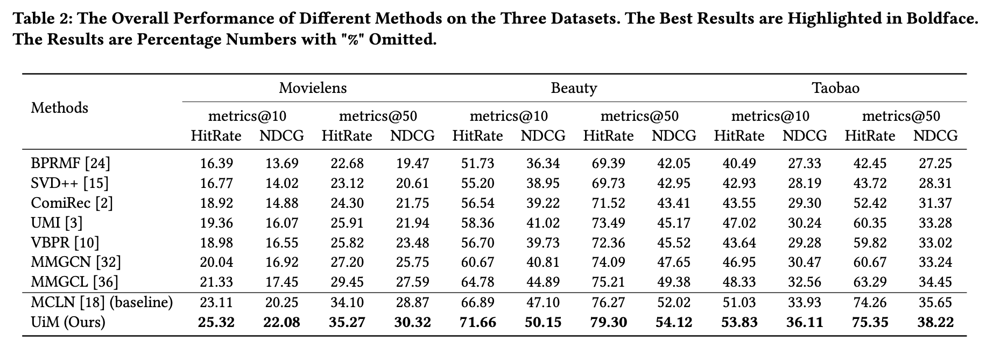 Table 2: The Overall Performance of Different Methods on the Three Datasets. The Best Results are Highlighted in Boldface.
The Results are Percentage Numbers with "%" Omitted.
Methods Movielens Beauty Taobao
metrics@10 metrics@50 metrics@10 metrics@50 metrics@10 metrics@50
HitRate NDCG HitRate NDCG HitRate NDCG HitRate NDCG HitRate NDCG HitRate NDCG
BPRMF [24] 16.39 13.69 22.68 19.47 51.73 36.34 69.39 42.05 40.49 27.33 42.45 27.25
SVD++ [15] 16.77 14.02 23.12 20.61 55.20 38.95 69.73 42.95 42.93 28.19 43.72 28.31
ComiRec [2] 18.92 14.88 24.30 21.75 56.54 39.22 71.52 43.41 43.55 29.30 52.42 31.37
UMI [3] 19.36 16.07 25.91 21.94 58.36 41.02 73.49 45.17 47.02 30.24 60.35 33.28
VBPR [10] 18.98 16.55 25.82 23.48 56.70 39.73 72.36 45.52 43.64 29.28 59.82 33.02
MMGCN [32] 20.04 16.92 27.20 25.75 60.67 40.81 74.09 47.65 46.95 30.47 60.67 33.24
MMGCL [36] 21.33 17.45 29.45 27.59 64.78 44.89 75.21 49.38 48.33 32.56 63.29 34.45
MCLN [18] (baseline) 23.11 20.25 34.10 28.87 66.89 47.10 76.27 52.02 51.03 33.93 74.26 35.65
UiM (Ours) 25.32 22.08 35.27 30.32 71.66 50.15 79.30 54.12 53.83 36.11 75.35 38.22